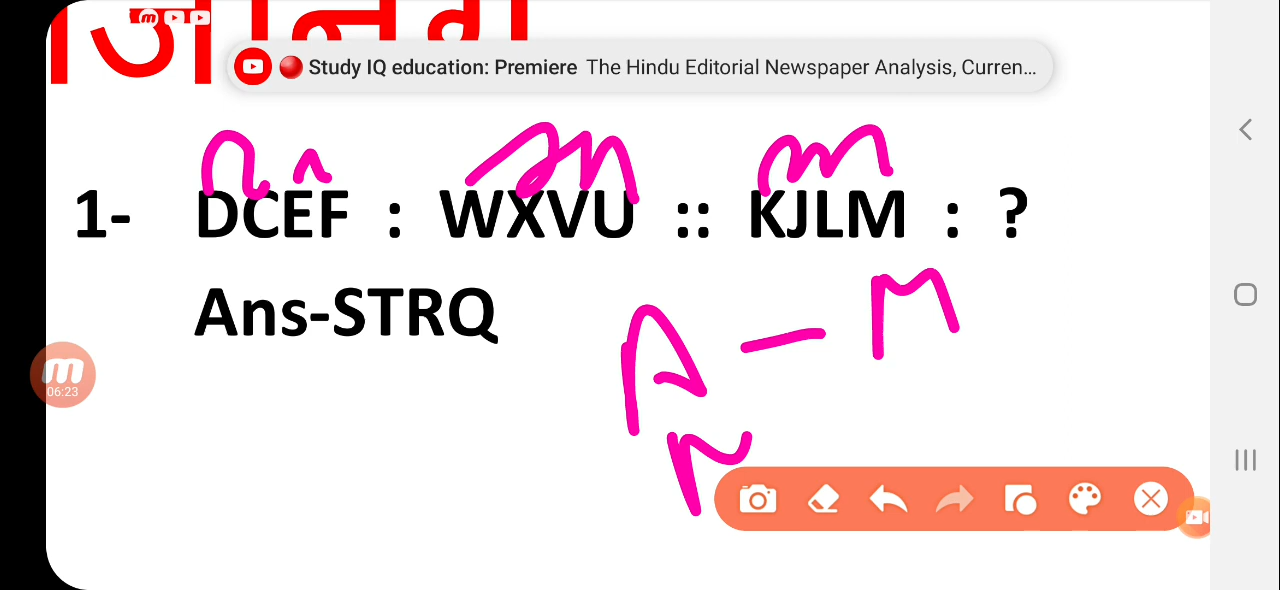 Study IQ education: Premiere The Hindu Editorial Newspaper Analysis, Curren...
1- DCEF : WXVU :: KJLM : ?
Ans-STRQ
A - M
N
06:23